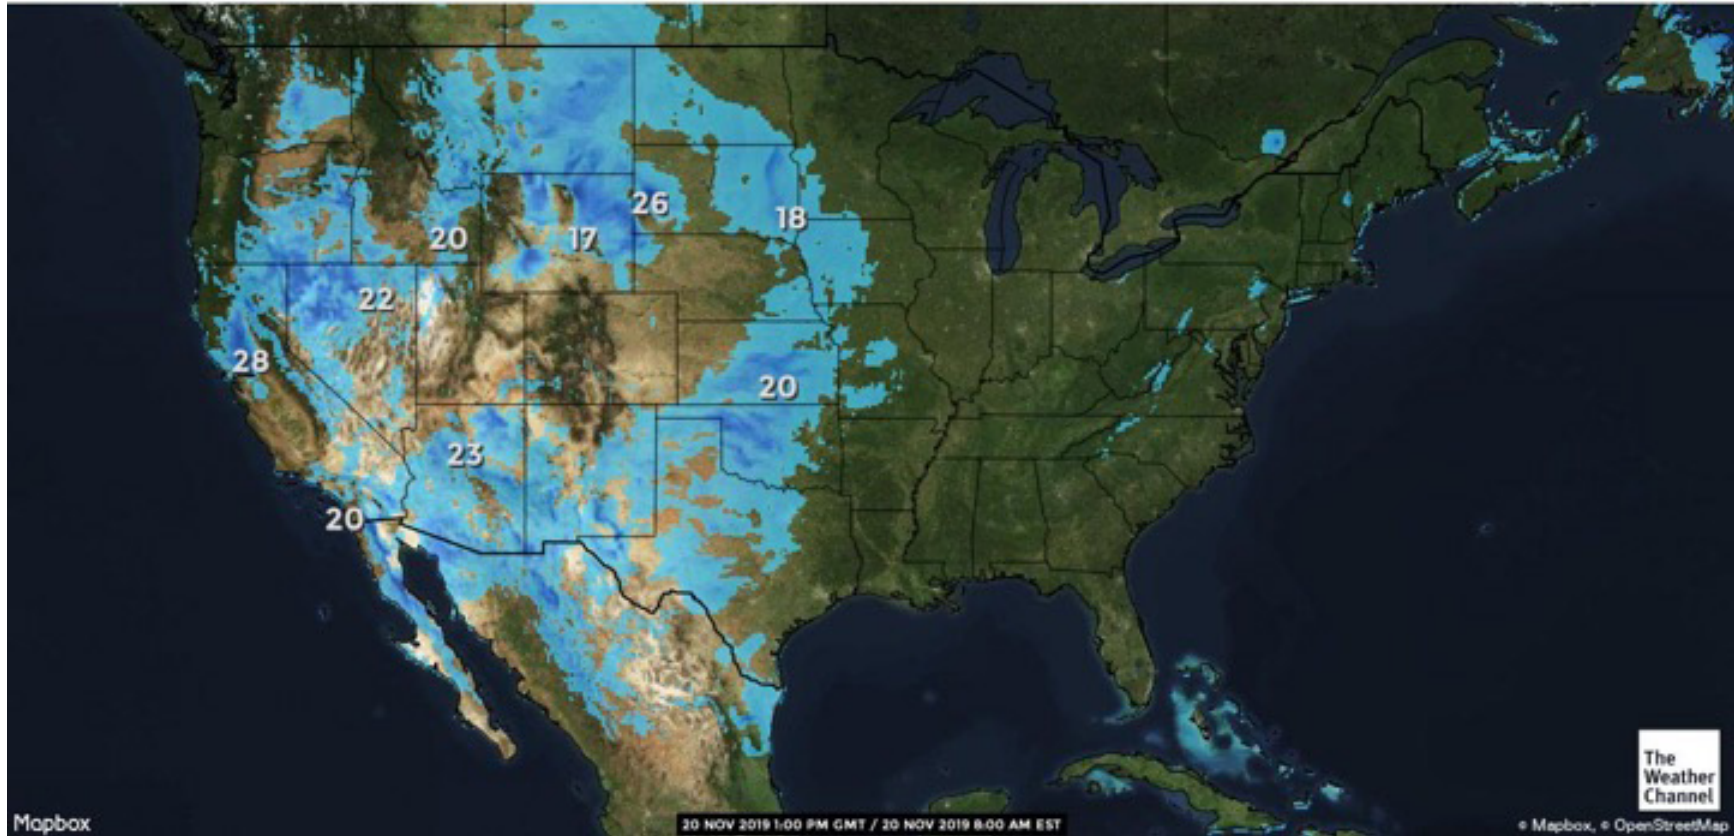 26
18
20
17
22
28
20
23
20
The
Weather
Channel
Mapbox
20 NOV 2019 1:00 PM GMT / 20 NOV 2019 8:00 AM EST
© Mapbox, © OpenStreetMap